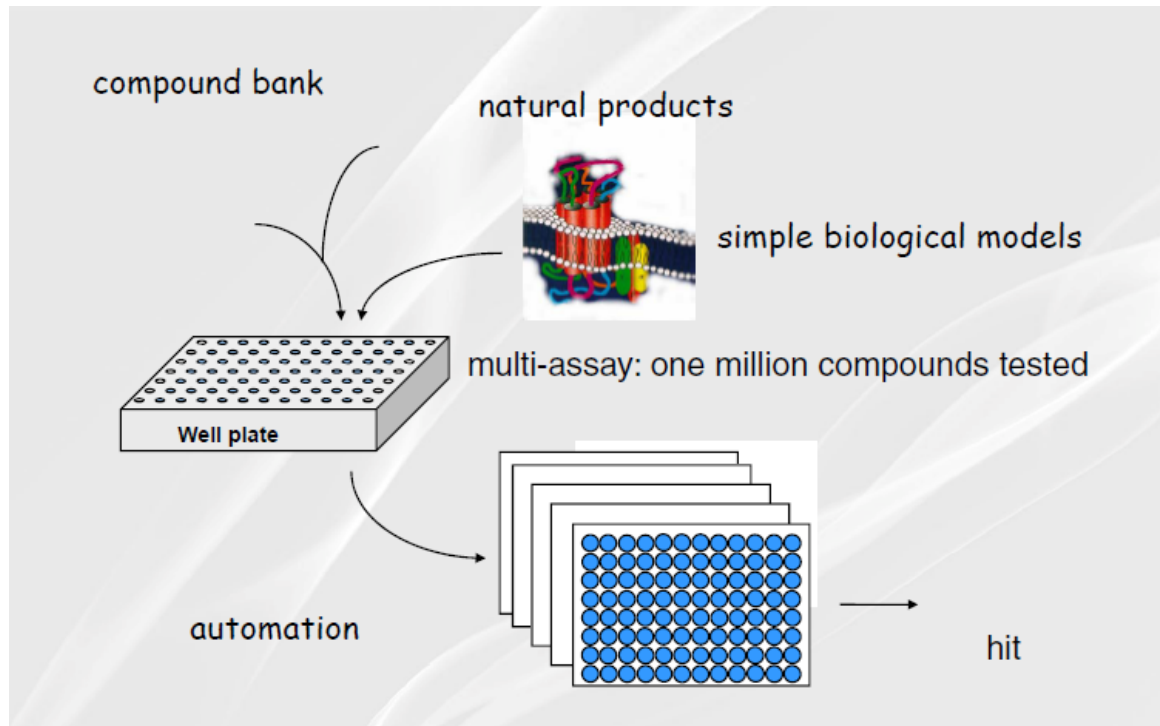 compound bank
natural products
simple biological models
multi-assay: one million compounds tested
Well plate
automation
hit